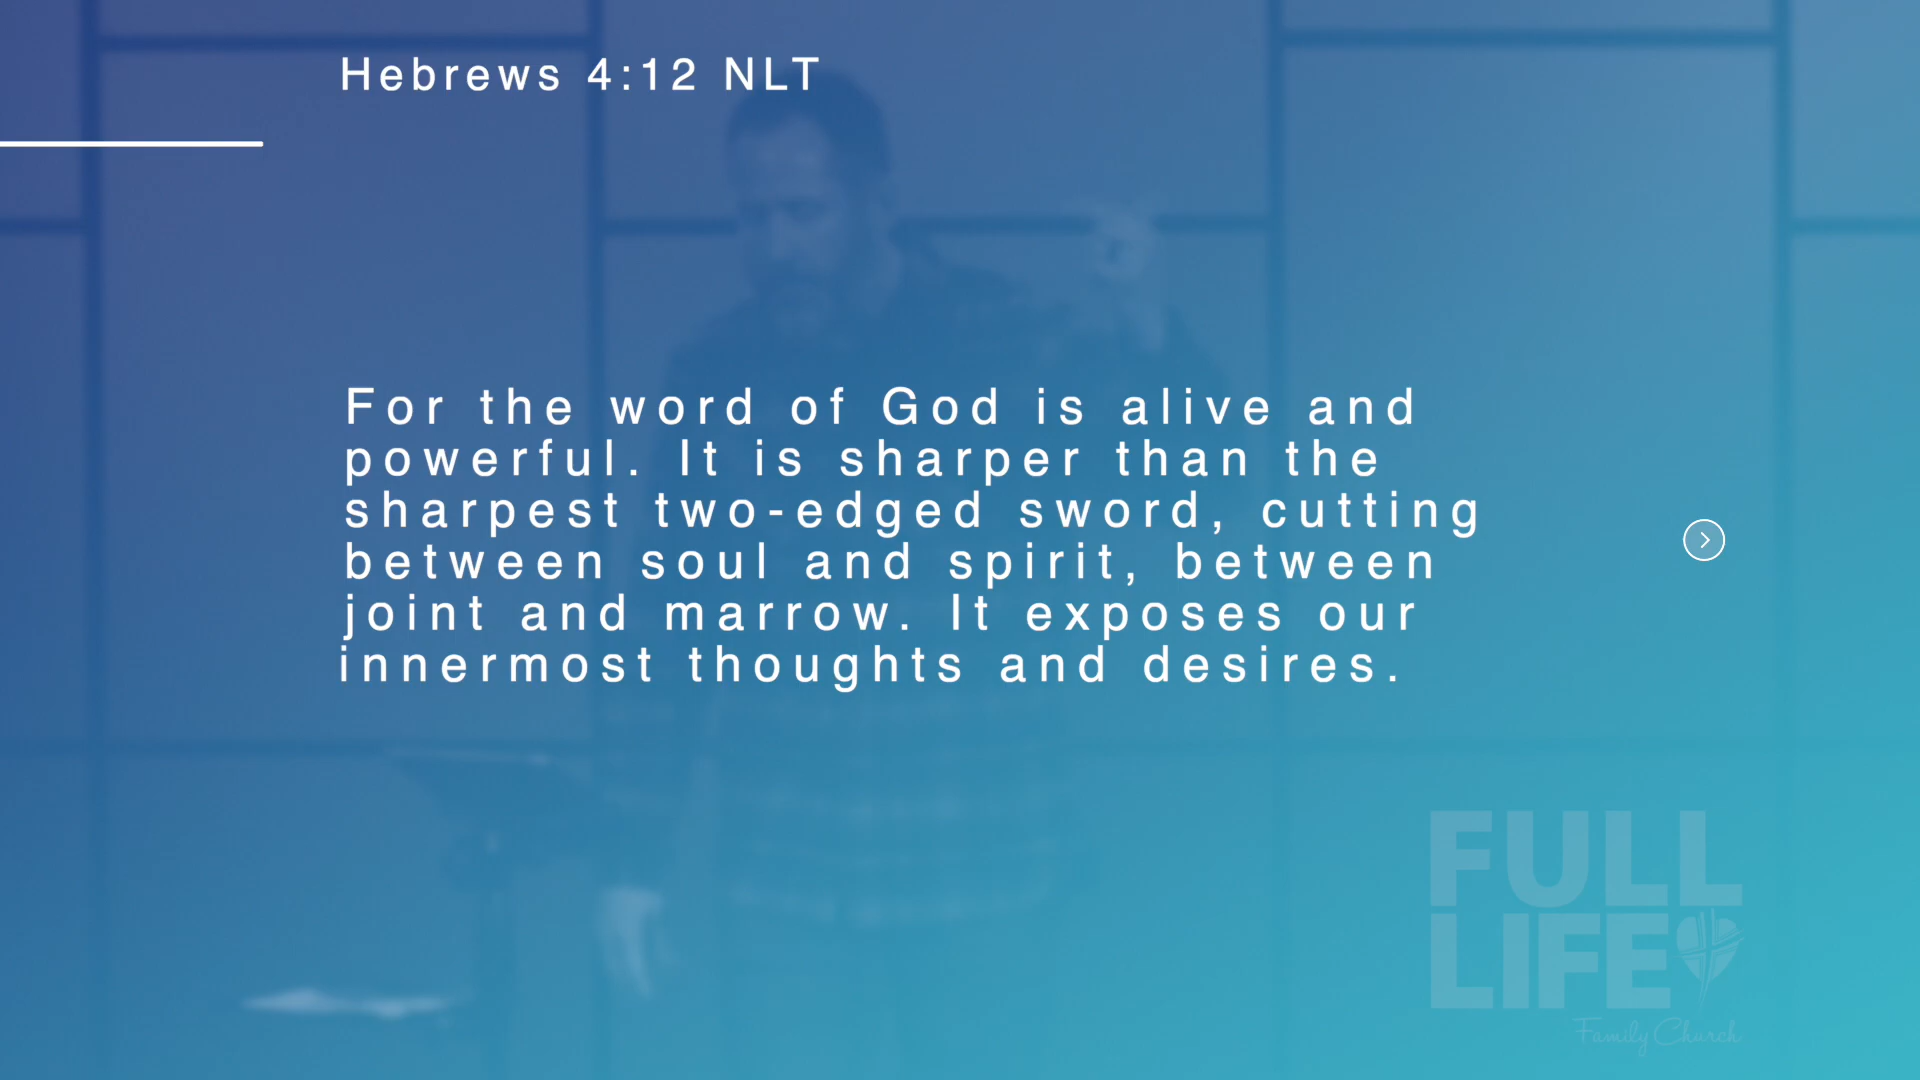 Hebrews 4:12 NLT
For the word of God is alive and
powerful. It is sharper than the
sharpest two-edged sword, cutting
between soul and spirit, between
joint and marrow. It exposes our
innermost thoughts and desires.
FULL
LIFE
Family Church